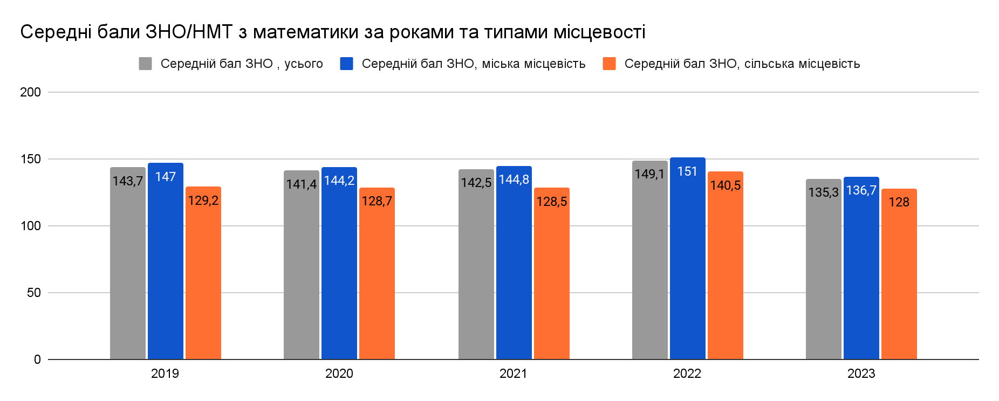 Середні бали ЗНО/НМТ з математики за роками та типами місцевості
Середній бал ЗНО , усього Середній бал ЗНО, міська місцевість Середній бал ЗНО, сільська місцевість
200
150
100
50
0
143,7 147 129,2
141,4 144,2 128,7
142,5 144,8 128,5
149,1 151 140,5
135,3 136,7 128
2019 2020 2021 2022 2023